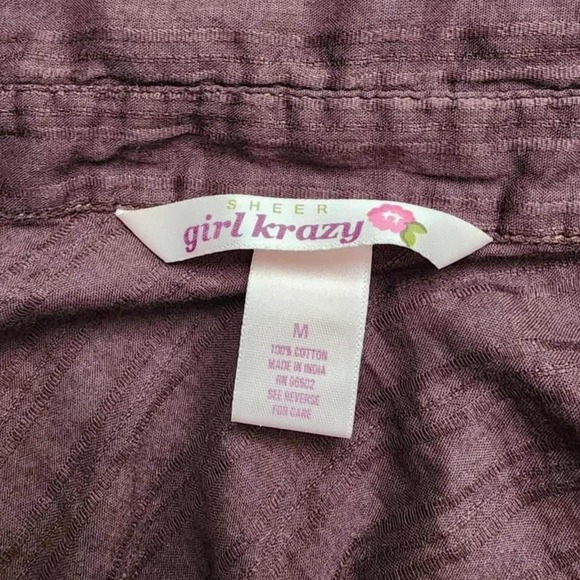 SHEER
girl krazy
M
100% COTTON
MADE IN INDIA
RN 96502
SEE REVERSE
FOR CARE